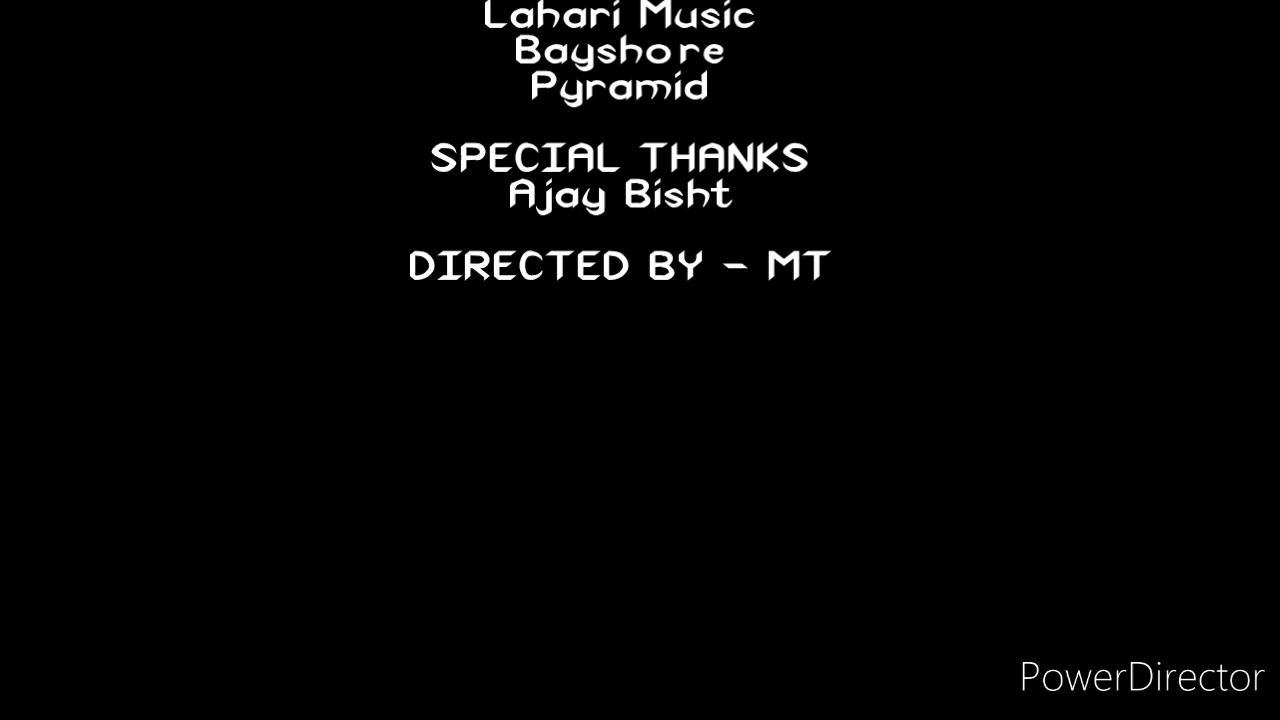 Lahari Music
Bayshore
Pyramid
SPECIAL THANKS
Ajay Bisht
DIRECTED BY - MT
PowerDirector